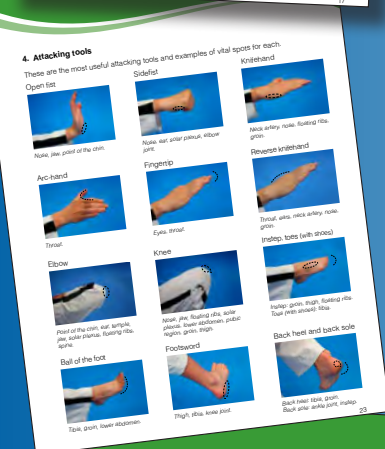 17
4. Attacking tools
These are the most useful attacking tools and examples of vital spots for each.
Open fist
Sidefist
Knifehand
Nose, jaw, point of the chin.
Nose, ear, solar plexus, elbow
joint.
Neck artery, nose, floating ribs,
groin.
Arc-hand
Fingertip
Reverse knifehand
Throat.
Eyes, throat.
Throat, ears, neck artery, nose,
groin.
Elbow
Knee
Instep, toes (with shoes)
Point of the chin, ear, temple,
jaw, solar plexus, floating ribs,
spine.
Nose, jaw, floating ribs, solar
plexus, lower abdomen, pubic
region, groin, thigh.
Instep: groin, thigh, floating ribs.
Toes (with shoes): tibia.
Ball of the foot
Footsword
Back heel and back sole
Tibia, groin, lower abdomen.
Thigh, tibia, knee joint.
Back heel: tibia, groin.
Back sole: ankle joint, instep.
23